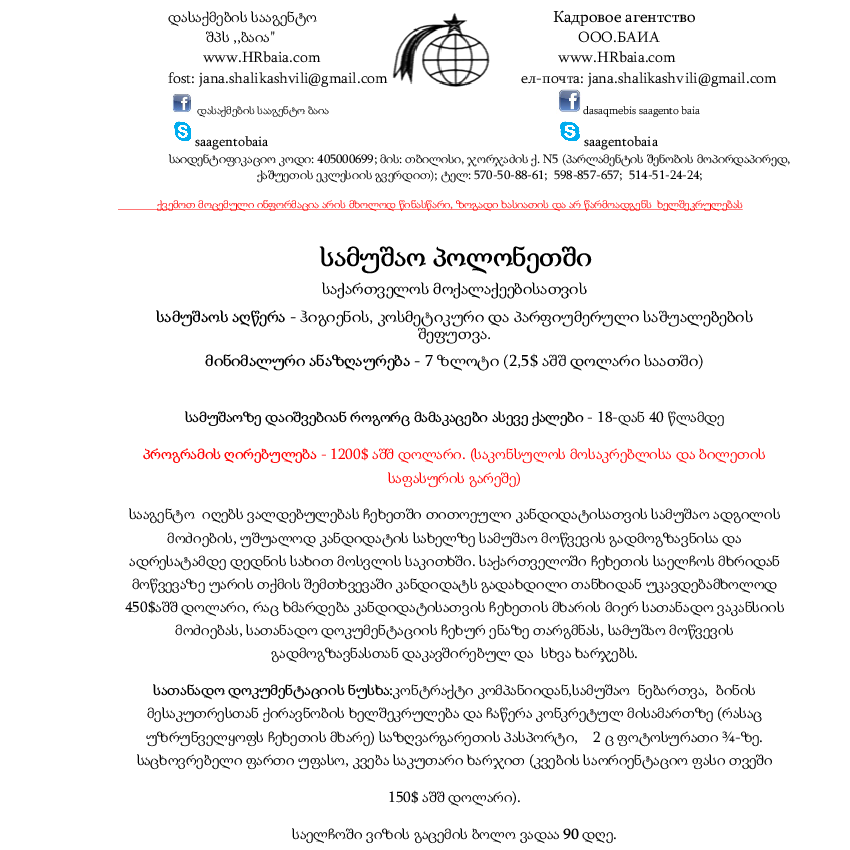 დასაქმების სააგენტო
Кадровое агентство
შპს ,,ბაია"
ООО.БАИА
www.HRbaia.com
www.HRbaia.com
fost: jana.shalikashvili@gmail.com
ел-почта: jana.shalikashvili@gmail.com
დასაქმების სააგენტო ბაია
dasaqmebis saagento baia
saagentobaia
saagentobaia
საიდენტიფიკაციო კოდი: 405000699; მის: თბილისი, ჯორჯაძის ქ. N5 (პარლამენტის შენობის მოპირდაპირედ,
ქაშუეთის ეკლესიის გვერდით); ტელ: 570-50-88-61; 598-857-657; 514-51-24-24;
ქვემოთ მოცემული ინფორმაცია არის მხოლოდ წინასწარი, ზოგადი ხასიათის და არ წარმოადგენს ხელშეკრულებას
სამუშაო პოლონეთში
საქართველოს მოქალაქეებისათვის
სამუშაოს აღწერა - ჰიგიენის, კოსმეტიკური და პარფიუმერული საშუალებების
შეფუთვა.
მინიმალური ანაზღაურება - 7 ზლოტი (2,5$ აშშ დოლარი საათში)
სამუშაოზე დაიშვებიან როგორც მამაკაცები ასევე ქალები - 18-დან 40 წლამდე
პროგრამის ღირებულება - 1200$ აშშ დოლარი. (საკონსულოს მოსაკრებლისა და ბილეთის
საფასურის გარეშე)
სააგენტო იღებს ვალდებულებას ჩეხეთში თითოეული კანდიდატისათვის სამუშაო ადგილის
მოძიების, უშუალოდ კანდიდატის სახელზე სამუშაო მოწვევის გადმოგზავნისა და
ადრესატამდე დედნის სახით მოსვლის საკითხში. საქართველოში ჩეხეთის საელჩოს მხრიდან
მოწვევაზე უარის თქმის შემთხვევაში კანდიდატს გადახდილი თანხიდან უკავდებამხოლოდ
450$აშშ დოლარი, რაც ხმარდება კანდიდატისათვის ჩეხეთის მხარის მიერ სათანადო ვაკანსიის
მოძიებას, სათანადო დოკუმენტაციის ჩეხურ ენაზე თარგმნას, სამუშაო მოწვევის
გადმოგზავნასთან დაკავშირებულ და სხვა ხარჯებს.
სათანადო დოკუმენტაციის ნუსხა:კონტრაქტი კომპანიიდან,სამუშაო ნებართვა, ბინის
მესაკუთრესთან ქირავნობის ხელშეკრულება და ჩაწერა კონკრეტულ მისამართზე (რასაც
უზრუნველყოფს ჩეხეთის მხარე) საზღვარგარეთის პასპორტი, 2 ც ფოტოსურათი ¾-ზე.
საცხოვრებელი ფართი უფასო, კვება საკუთარი ხარჯით (კვების საორიენტაციო ფასი თვეში
150$ აშშ დოლარი).
საელჩოში ვიზის გაცემის ბოლო ვადაა 90 დღე.